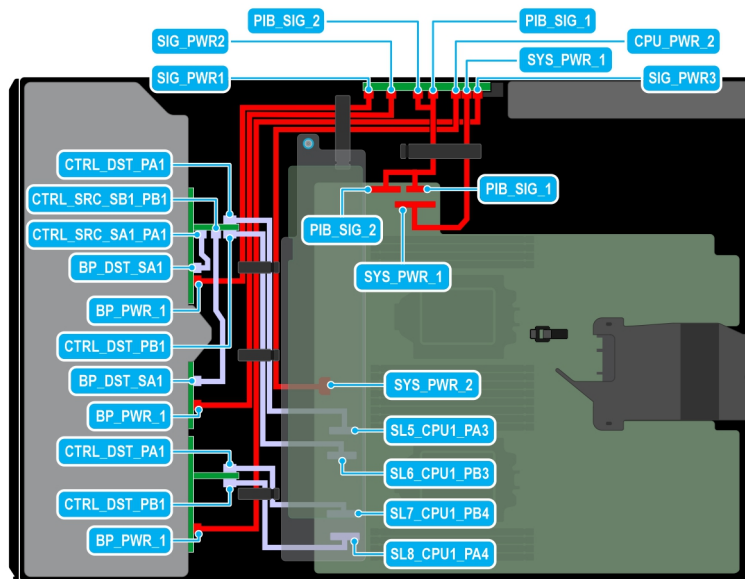 PIB_SIG_2
PIB_SIG_1
SIG_PWR2
CPU_PWR_2
SYS_PWR_1
SIG_PWR1
SIG_PWR3
CTRL_DST_PA1
CTRL_SRC_SB1_PB1
PIB_SIG_1
CTRL_SRC_SA1_PA1
PIB_SIG_2
BP_DST_SA1
SYS_PWR_1
BP_PWR_1
CTRL_DST_PB1
BP_DST_SA1
SYS_PWR_2
BP_PWR_1
SL5_CPU1_PA3
CTRL_DST_PA1
SL6_CPU1_PB3
CTRL_DST_PB1
SL7_CPU1_PB4
BP_PWR_1
SL8_CPU1_PA4